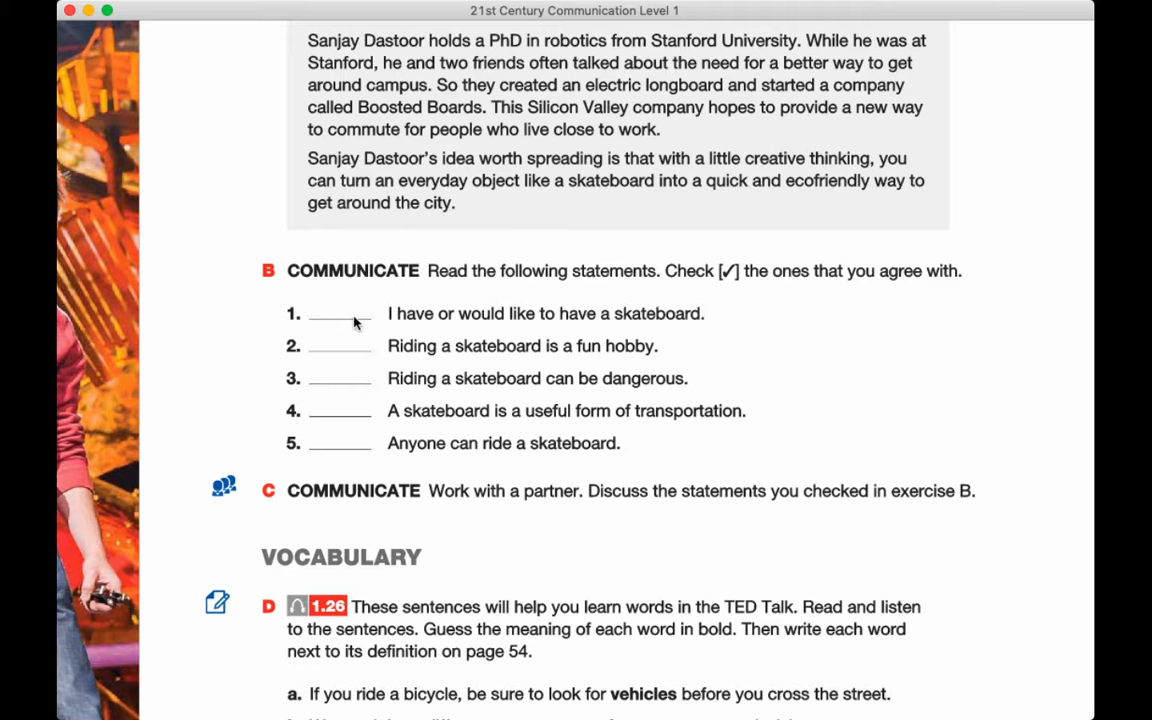 21st Century Communication Level 1
Sanjay Dastoor holds a PhD in robotics from Stanford University. While he was at
Stanford, he and two friends often talked about the need for a better way to get
around campus. So they created an electric longboard and started a company
called Boosted Boards. This Silicon Valley company hopes to provide a new way
to commute for people who live close to work.
Sanjay Dastoor’s idea worth spreading is that with a little creative thinking, you
can turn an everyday object like a skateboard into a quick and ecofriendly way to
get around the city.
B COMMUNICATE Read the following statements. Check [✓] the ones that you agree with.
1. ______ I have or would like to have a skateboard.
2. ______ Riding a skateboard is a fun hobby.
3. ______ Riding a skateboard can be dangerous.
4. ______ A skateboard is a useful form of transportation.
5. ______ Anyone can ride a skateboard.
C COMMUNICATE Work with a partner. Discuss the statements you checked in exercise B.
VOCABULARY
D 1.26 These sentences will help you learn words in the TED Talk. Read and listen
to the sentences. Guess the meaning of each word in bold. Then write each word
next to its definition on page 54.
a. If you ride a bicycle, be sure to look for vehicles before you cross the street.